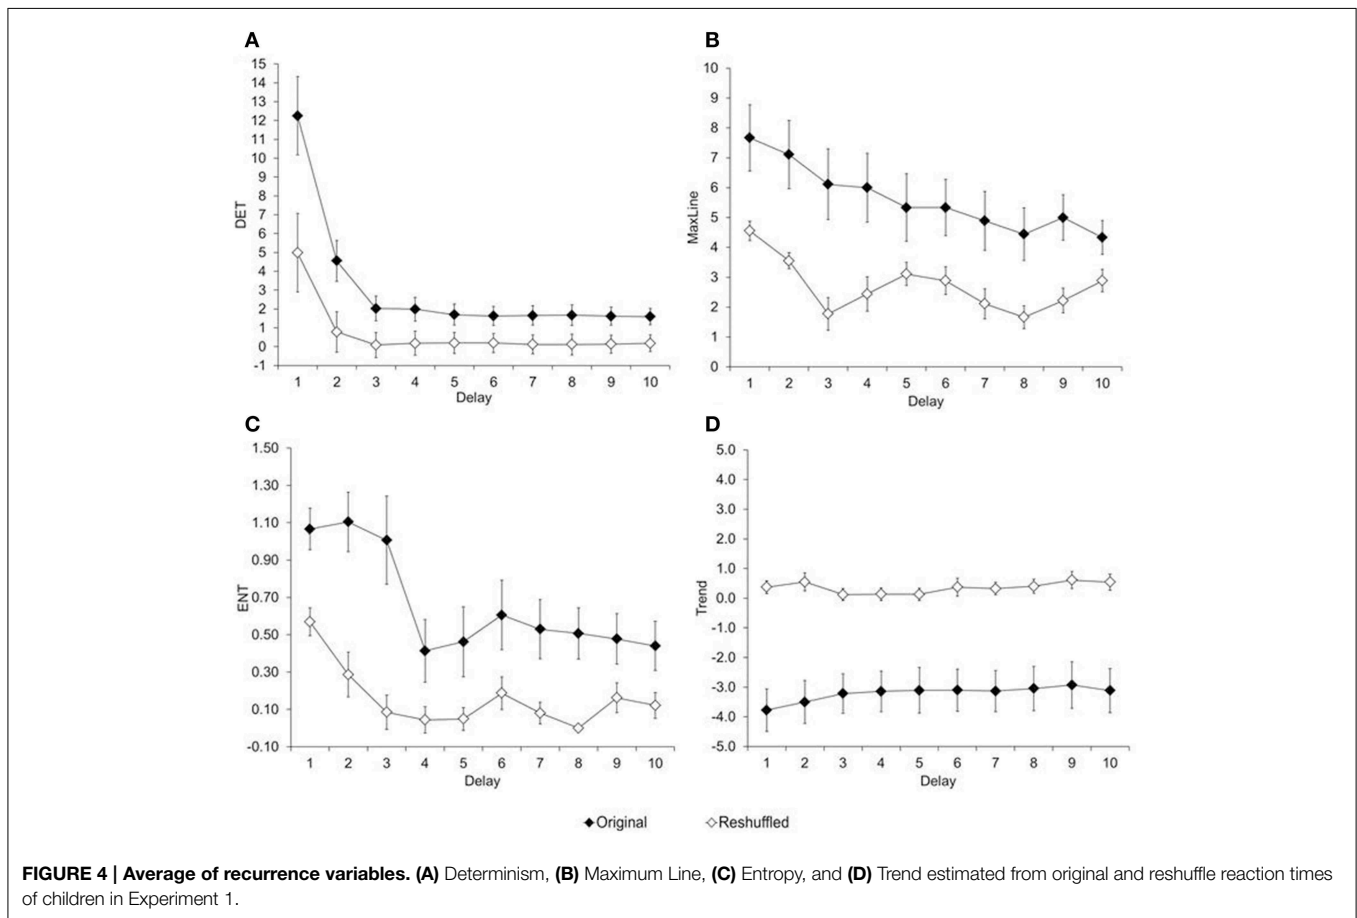 A
15
14
13
12
11
10
9
8
7
6
5
4
3
2
1
0
-1
DET
1 2 3 4 5 6 7 8 9 10
Delay
B
10
9
8
7
6
5
4
3
2
1
0
MaxLine
1 2 3 4 5 6 7 8 9 10
Delay
C
1.50
1.30
1.10
0.90
0.70
0.50
0.30
0.10
-0.10
ENT
1 2 3 4 5 6 7 8 9 10
Delay
D
5.0
4.0
3.0
2.0
1.0
0.0
-1.0
-2.0
-3.0
-4.0
-5.0
Trend
1 2 3 4 5 6 7 8 9 10
Delay
Original Reshuffled
FIGURE 4 | Average of recurrence variables. (A) Determinism, (B) Maximum Line, (C) Entropy, and (D) Trend estimated from original and reshuffle reaction times
of children in Experiment 1.